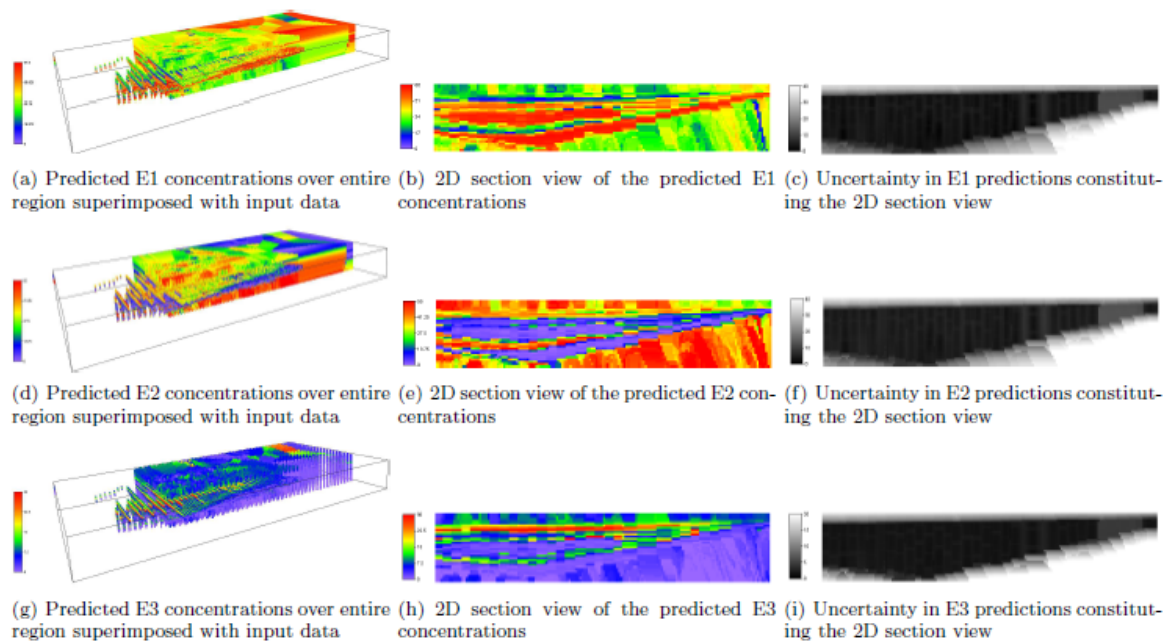 (a) Predicted E1 concentrations over entire
region superimposed with input data
(b) 2D section view of the predicted E1
concentrations
(c) Uncertainty in E1 predictions constitut-
ing the 2D section view
(d) Predicted E2 concentrations over entire
region superimposed with input data
(e) 2D section view of the predicted E2 con-
centrations
(f) Uncertainty in E2 predictions constitut-
ing the 2D section view
(g) Predicted E3 concentrations over entire
region superimposed with input data
(h) 2D section view of the predicted E3
concentrations
(i) Uncertainty in E3 predictions constitut-
ing the 2D section view